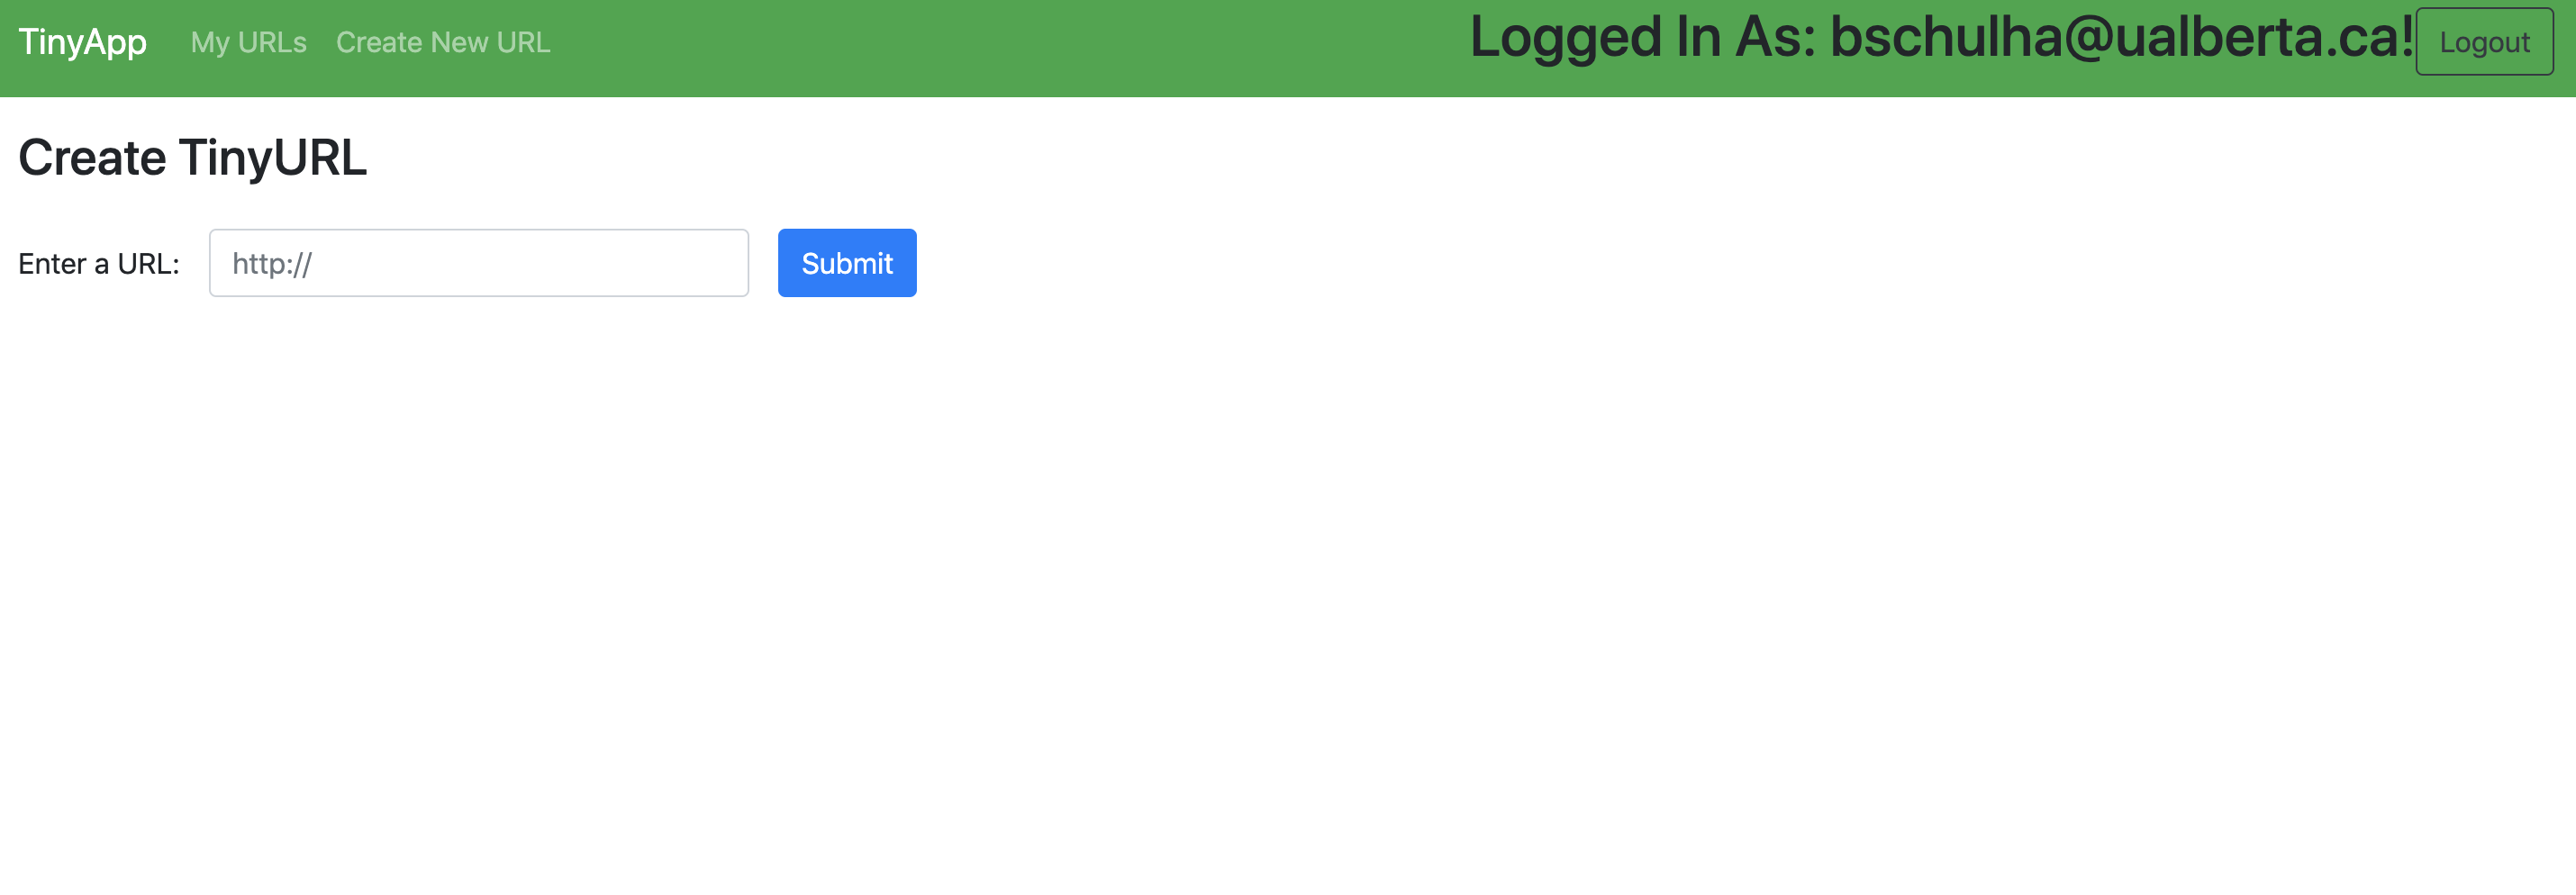 TinyApp My URLs Create New URL Logged In As: bschulha@ualberta.ca! Logout
Create TinyURL
Enter a URL: http:// Submit